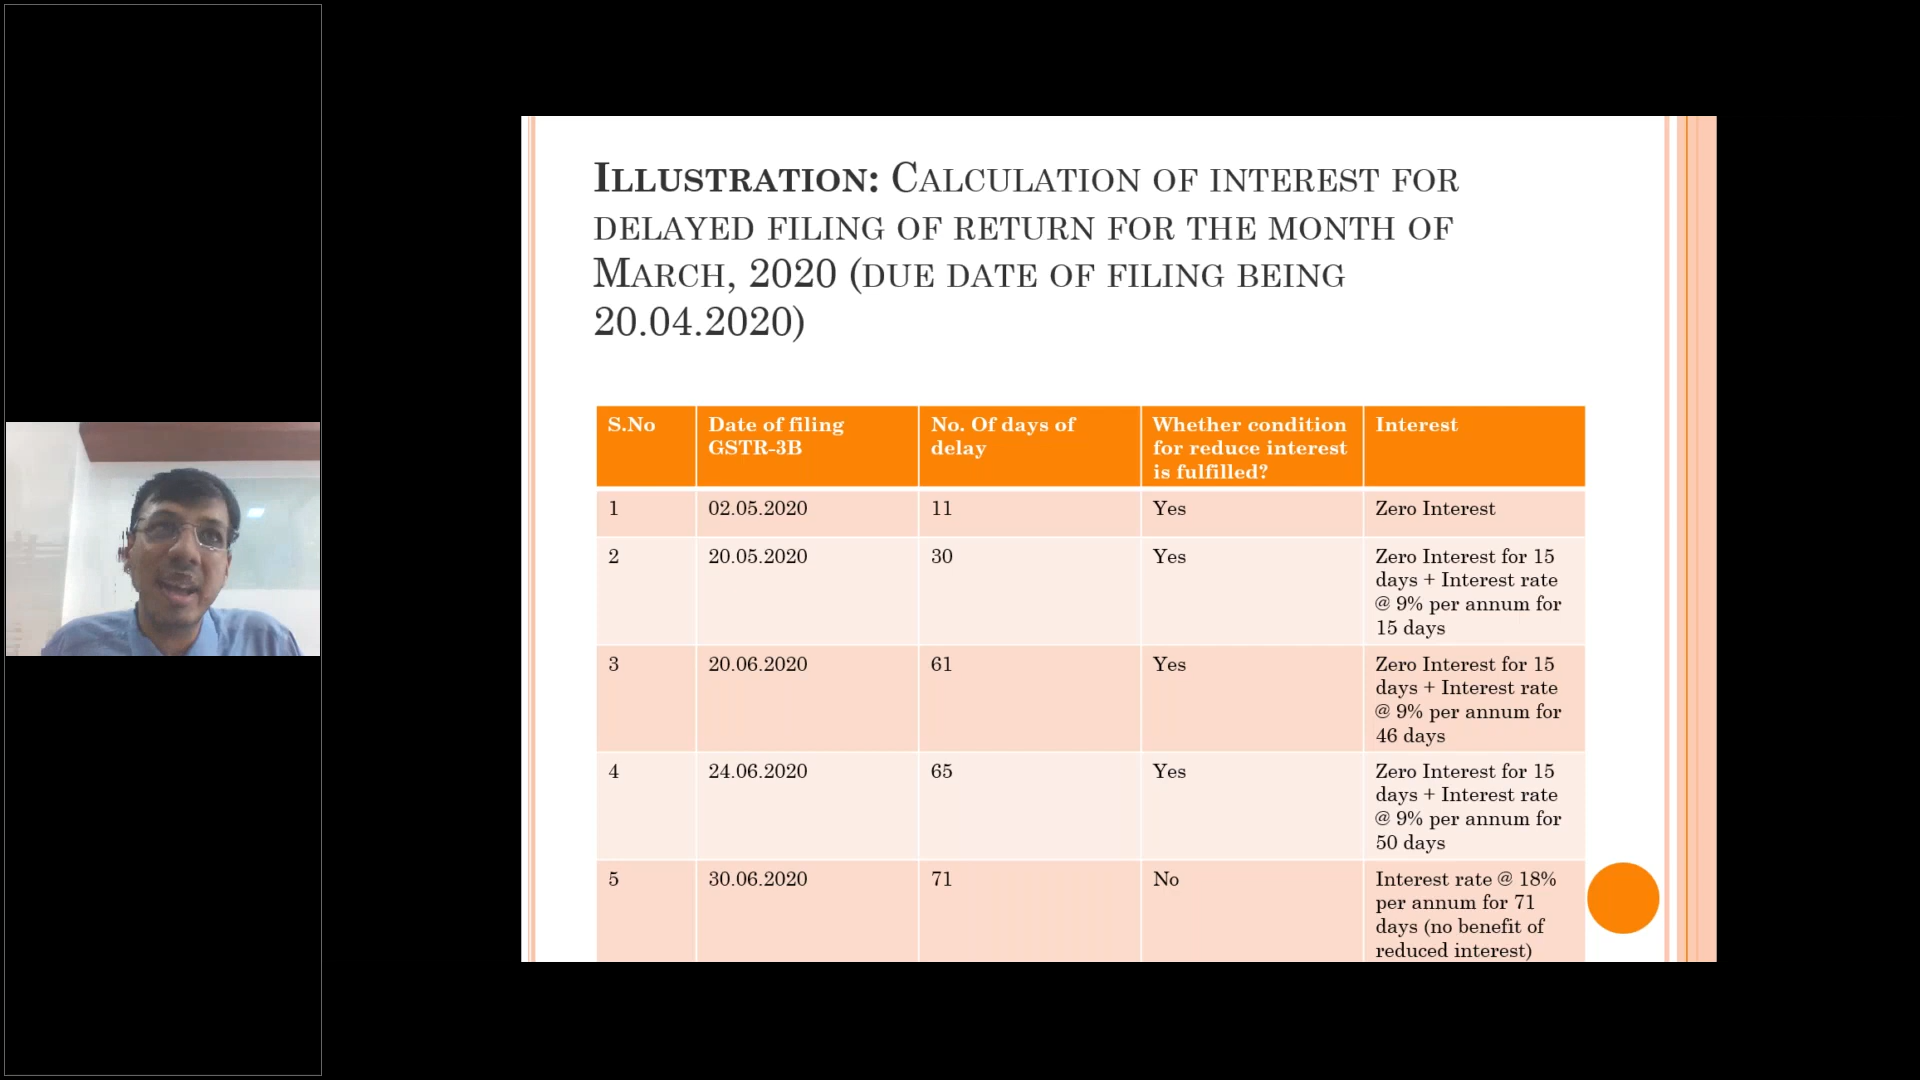 ILLUSTRATION: CALCULATION OF INTEREST FOR
DELAYED FILING OF RETURN FOR THE MONTH OF
MARCH, 2020 (DUE DATE OF FILING BEING
20.04.2020)
S.No
Date of filing
GSTR-3B
No. Of days of
delay
Whether condition
for reduce interest
is fulfilled?
Interest
1
02.05.2020
11
Yes
Zero Interest
2
20.05.2020
30
Yes
Zero Interest for 15
days + Interest rate
@ 9% per annum for
15 days
3
20.06.2020
61
Yes
Zero Interest for 15
days + Interest rate
@ 9% per annum for
46 days
4
24.06.2020
65
Yes
Zero Interest for 15
days + Interest rate
@ 9% per annum for
50 days
5
30.06.2020
71
No
Interest rate @ 18%
per annum for 71
days (no benefit of
reduced interest)